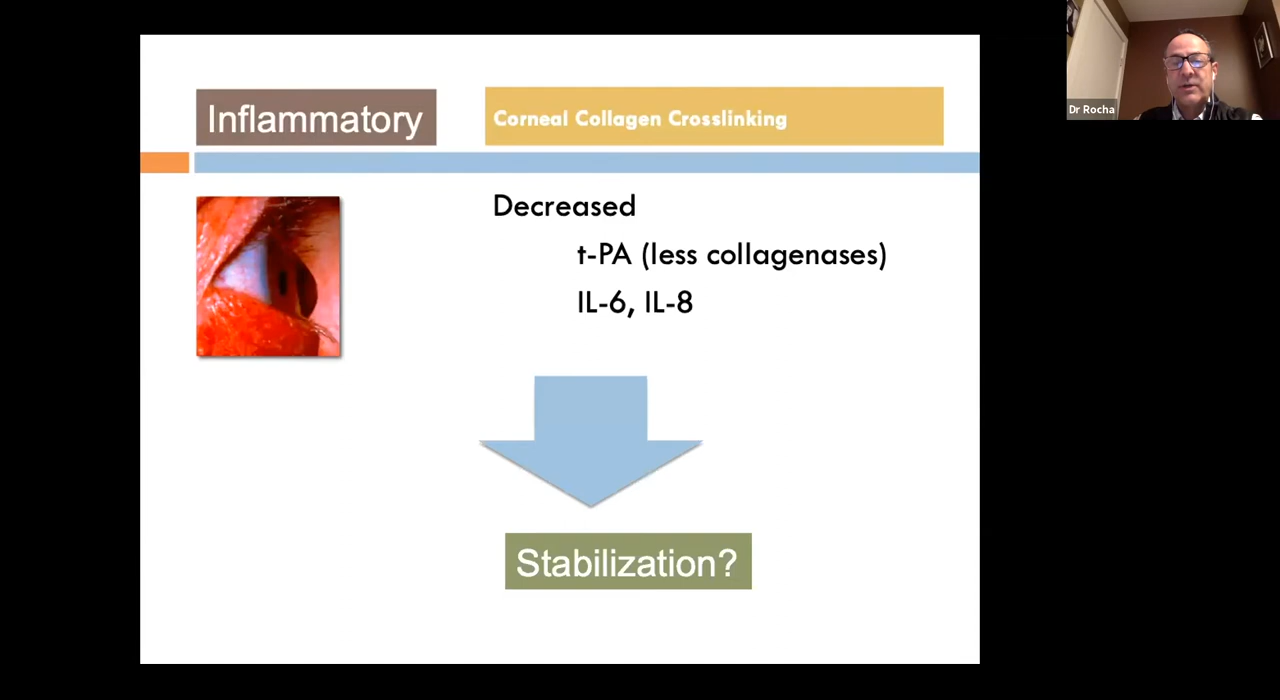 Inflammatory
Corneal Collagen Crosslinking
Decreased
t-PA (less collagenases)
IL-6, IL-8
Stabilization?
Dr Rocha